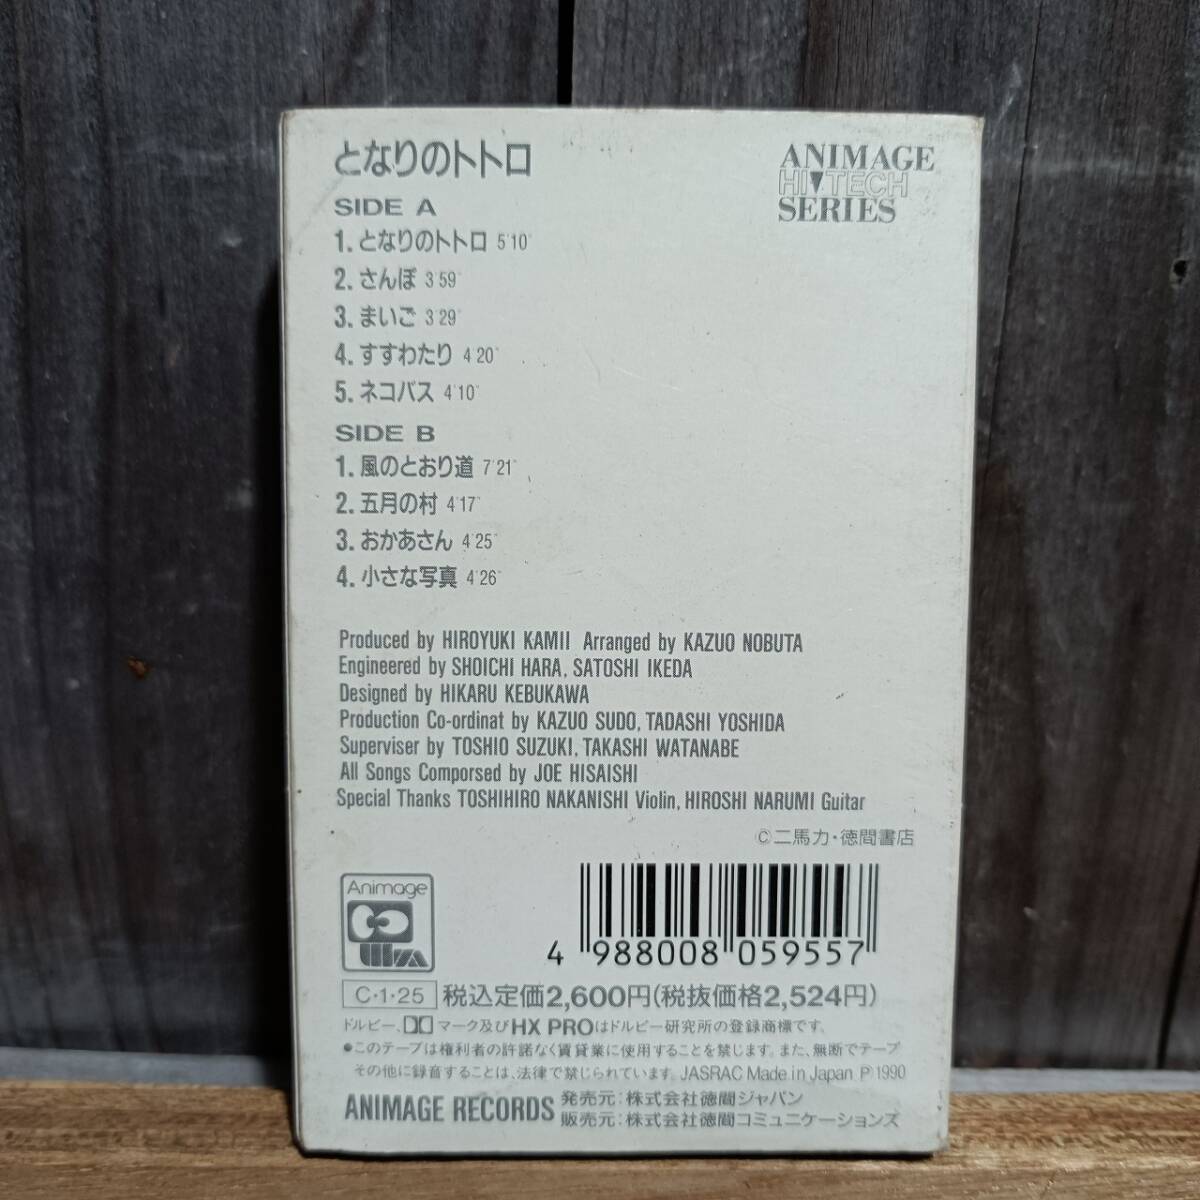 となりのトトロ
ANIMAGE
HI TECH
SERIES
SIDE A
1. となりのトトロ 5'10"
2. さんぽ 3'59"
3. まいご 3'29"
4. すすわたり 4'20"
5. ネコバス 4'10"
SIDE B
1. 風のとおり道 7'21"
2. 五月の村 4'17"
3. おかあさん 4'25"
4. 小さな写真 4'26"
Produced by HIROYUKI KAMII Arranged by KAZUO NOBUTA
Engineered by SHOICHI HARA, SATOSHI IKEDA
Designed by HIKARU KEBUKAWA
Production Co-ordinat by KAZUO SUDO, TADASHI YOSHIDA
Superviser by TOSHIO SUZUKI, TAKASHI WATANABE
All Songs Comporsed by JOE HISAISHI
Special Thanks TOSHIHIRO NAKANISHI Violin, HIROSHI NARUMI Guitar
©二馬力・徳間書店
Animage
4 988008 059557
C・1・25 税込定価2,600円(税抜価格2,524円)
ドルビー、マーク及びHX PROはドルビー研究所の登録商標です。
●このテープは権利者の許諾なく賃貸業に使用することを禁じます。また、無断でテープ
その他に録音することは、法律で禁じられています。JASRAC Made in Japan Ⓟ1990
ANIMAGE RECORDS 発売元：株式会社徳間ジャパン
販売元：株式会社徳間コミュニケーションズ